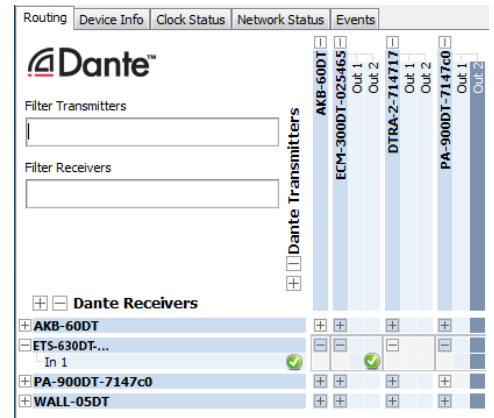 Routing Device Info Clock Status Network Status Events
Dante™
Filter Transmitters
Filter Receivers
Dante Transmitters
AKB-60DT
ECM-300DT-025465
Out 1
Out 2
DTRA-2-714717
Out 1
Out 2
PA-900DT-7147c0
Out 1
Out 2
Dante Receivers
AKB-60DT
ETS-630DT-...
In 1
PA-900DT-7147c0
WALL-05DT